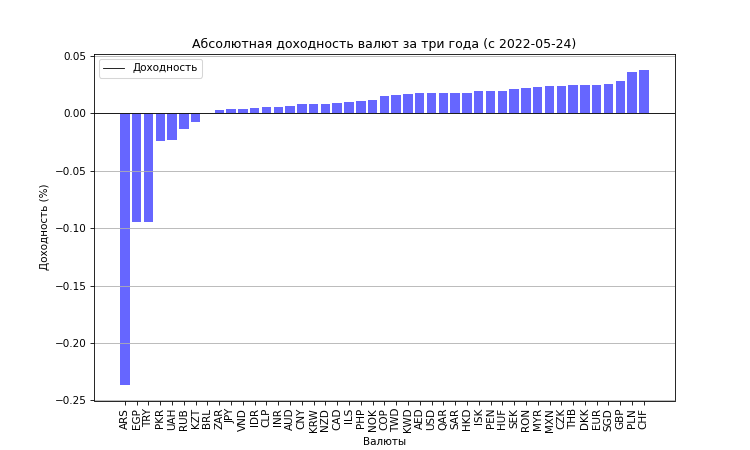 Абсолютная доходность валют за три года (с 2022-05-24)
Доходность
0.05
0.00
−0.05
−0.10
−0.15
−0.20
−0.25
Доходность (%)
ARS
EGP
TRY
PKR
UAH
RUB
KZT
BRL
ZAR
JPY
VND
IDR
CLP
INR
AUD
CNY
KRW
NZD
CAD
ILS
PHP
NOK
COP
TWD
KWD
AED
USD
QAR
SAR
HKD
ISK
PEN
HUF
SEK
RON
MYR
MXN
CZK
THB
DKK
EUR
SGD
GBP
PLN
CHF
Валюты